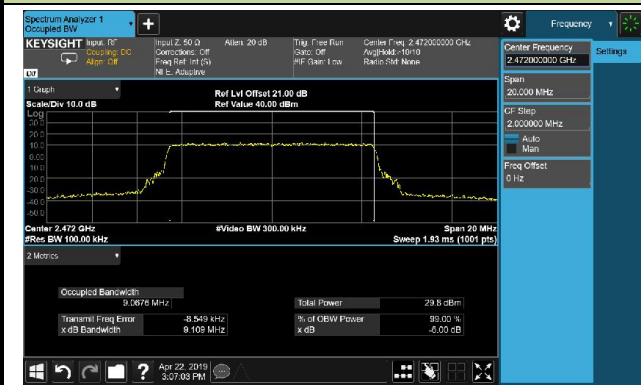 Spectrum Analyzer 1
Occupied BW
+
Frequency
KEYSIGHT Input: RF
Coupling: DC
Align: Off
Input Z: 50 Ω
Corrections: Off
Freq Ref: Int (S)
NFE: Adaptive
Atten: 20 dB
Trig: Free Run
Gate: Off
#IF Gain: Low
Center Freq: 2.472000000 GHz
Avg|Hold:>10/10
Radio Std: None
LXI
1 Graph
Scale/Div 10.0 dB
Ref Lvl Offset 21.00 dB
Ref Value 40.00 dBm
Log
30.0
20.0
10.0
0.00
-10.0
-20.0
-30.0
-40.0
-50.0
Center 2.472 GHz
#Res BW 100.00 kHz
#Video BW 300.00 kHz
Span 20 MHz
Sweep 1.93 ms (1001 pts)
2 Metrics
Occupied Bandwidth
9.0676 MHz
Transmit Freq Error -8.549 kHz
x dB Bandwidth 9.109 MHz
Total Power 29.8 dBm
% of OBW Power 99.00 %
x dB -6.00 dB
Apr 22, 2019
3:07:03 PM
?
Center Frequency
2.472000000 GHz
Span
20.000 MHz
CF Step
2.000000 MHz
Auto
Man
Freq Offset
0 Hz
Settings